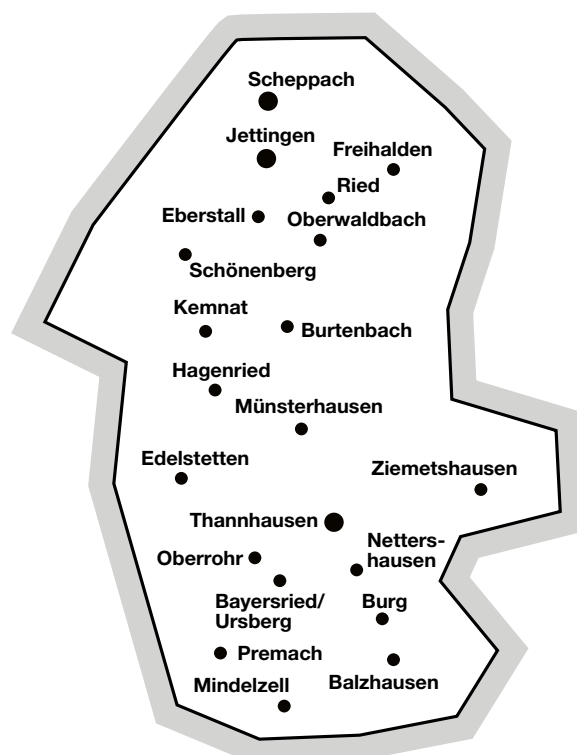 Scheppach
Jettingen
Freihalden
Ried
Eberstall
Oberwaldbach
Schönenberg
Kemnat
Burtenbach
Hagenried
Münsterhausen
Edelstetten
Ziemetshausen
Thannhausen
Netters-
hausen
Oberrohr
Bayersried/
Ursberg
Burg
Premach
Balzhausen
Mindelzell